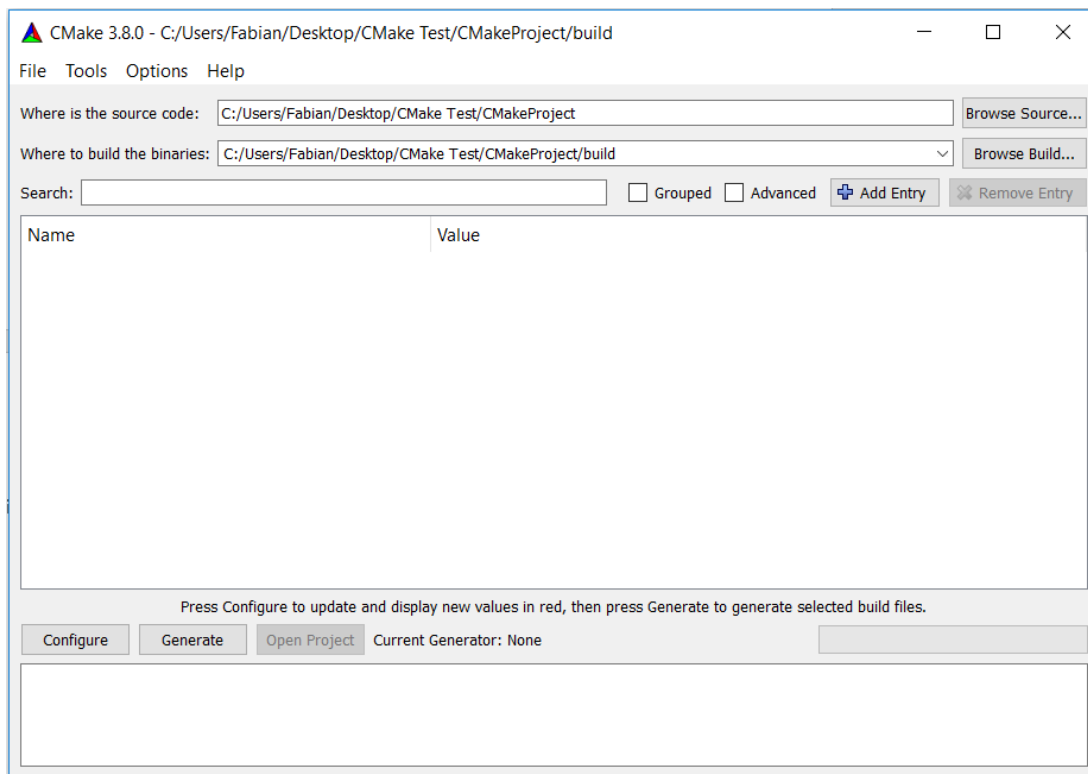 CMake 3.8.0 - C:/Users/Fabian/Desktop/CMake Test/CMakeProject/build
File Tools Options Help
Where is the source code: C:/Users/Fabian/Desktop/CMake Test/CMakeProject Browse Source...
Where to build the binaries: C:/Users/Fabian/Desktop/CMake Test/CMakeProject/build Browse Build...
Search: Grouped Advanced Add Entry Remove Entry
Name Value
Press Configure to update and display new values in red, then press Generate to generate selected build files.
Configure Generate Open Project Current Generator: None